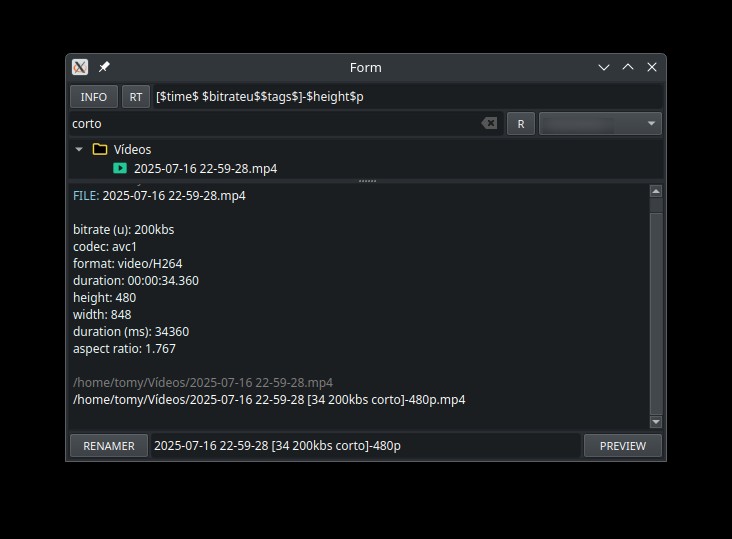 Form
INFO RT [$time$ $bitrateu$$tags$]-$height$p
corto R
Vídeos
2025-07-16 22-59-28.mp4
FILE: 2025-07-16 22-59-28.mp4
bitrate (u): 200kbs
codec: avc1
format: video/H264
duration: 00:00:34.360
height: 480
width: 848
duration (ms): 34360
aspect ratio: 1.767
/home/tomy/Vídeos/2025-07-16 22-59-28.mp4
/home/tomy/Vídeos/2025-07-16 22-59-28 [34 200kbs corto]-480p.mp4
RENAMER 2025-07-16 22-59-28 [34 200kbs corto]-480p PREVIEW